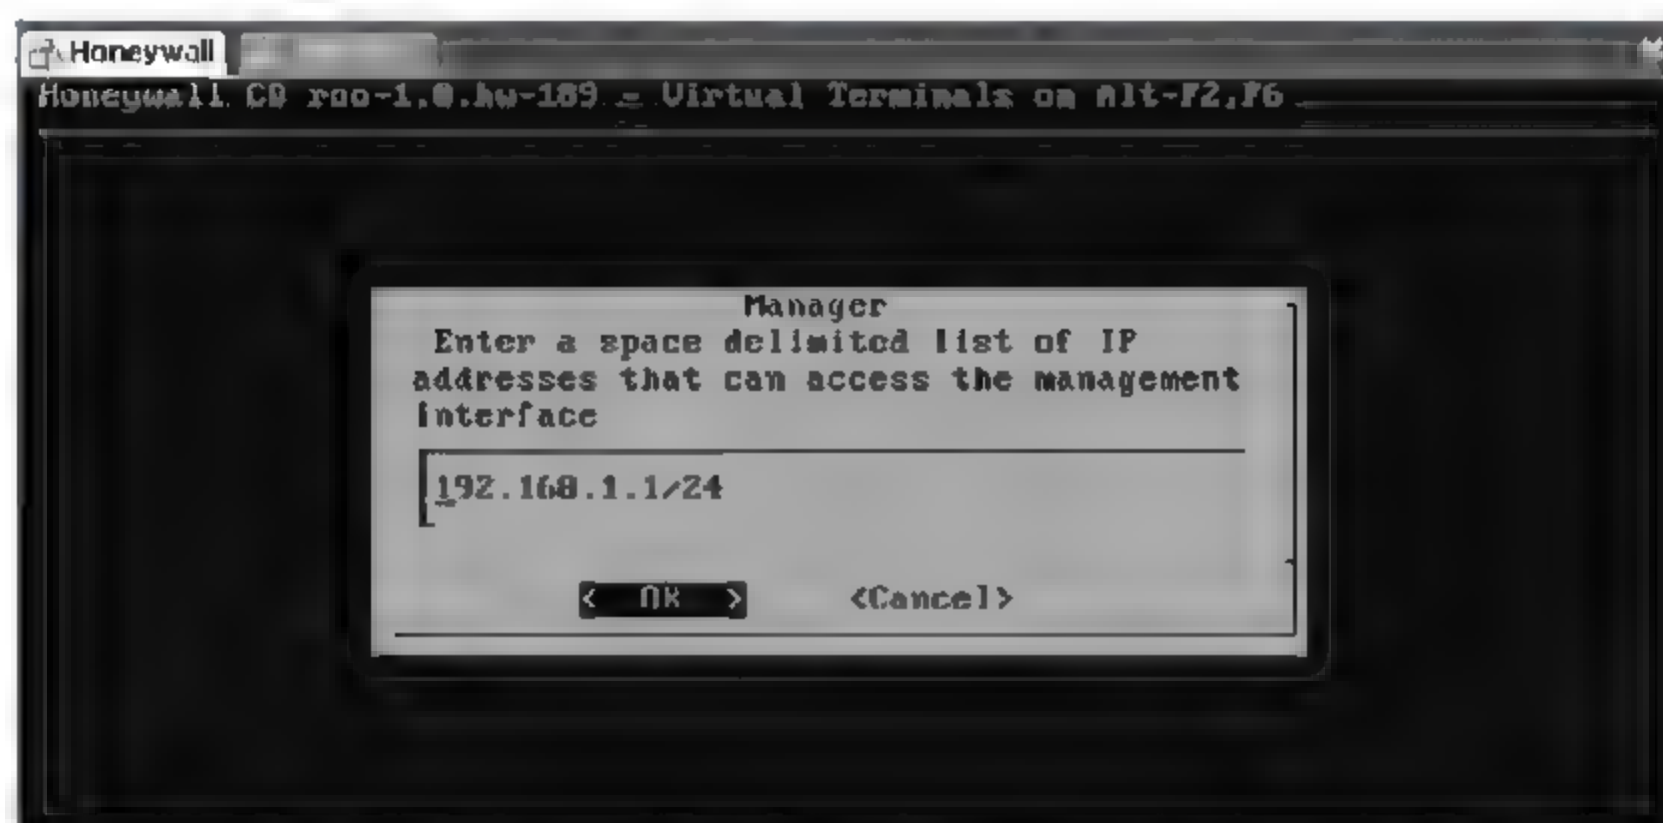 Honeywall
Honeywall CD roo-1.0.hw-189 - Virtual Terminals on Alt-F2,F6
Manager
Enter a space delimited list of IP
addresses that can access the management
interface
192.168.1.1/24
< OK >
<Cancel>